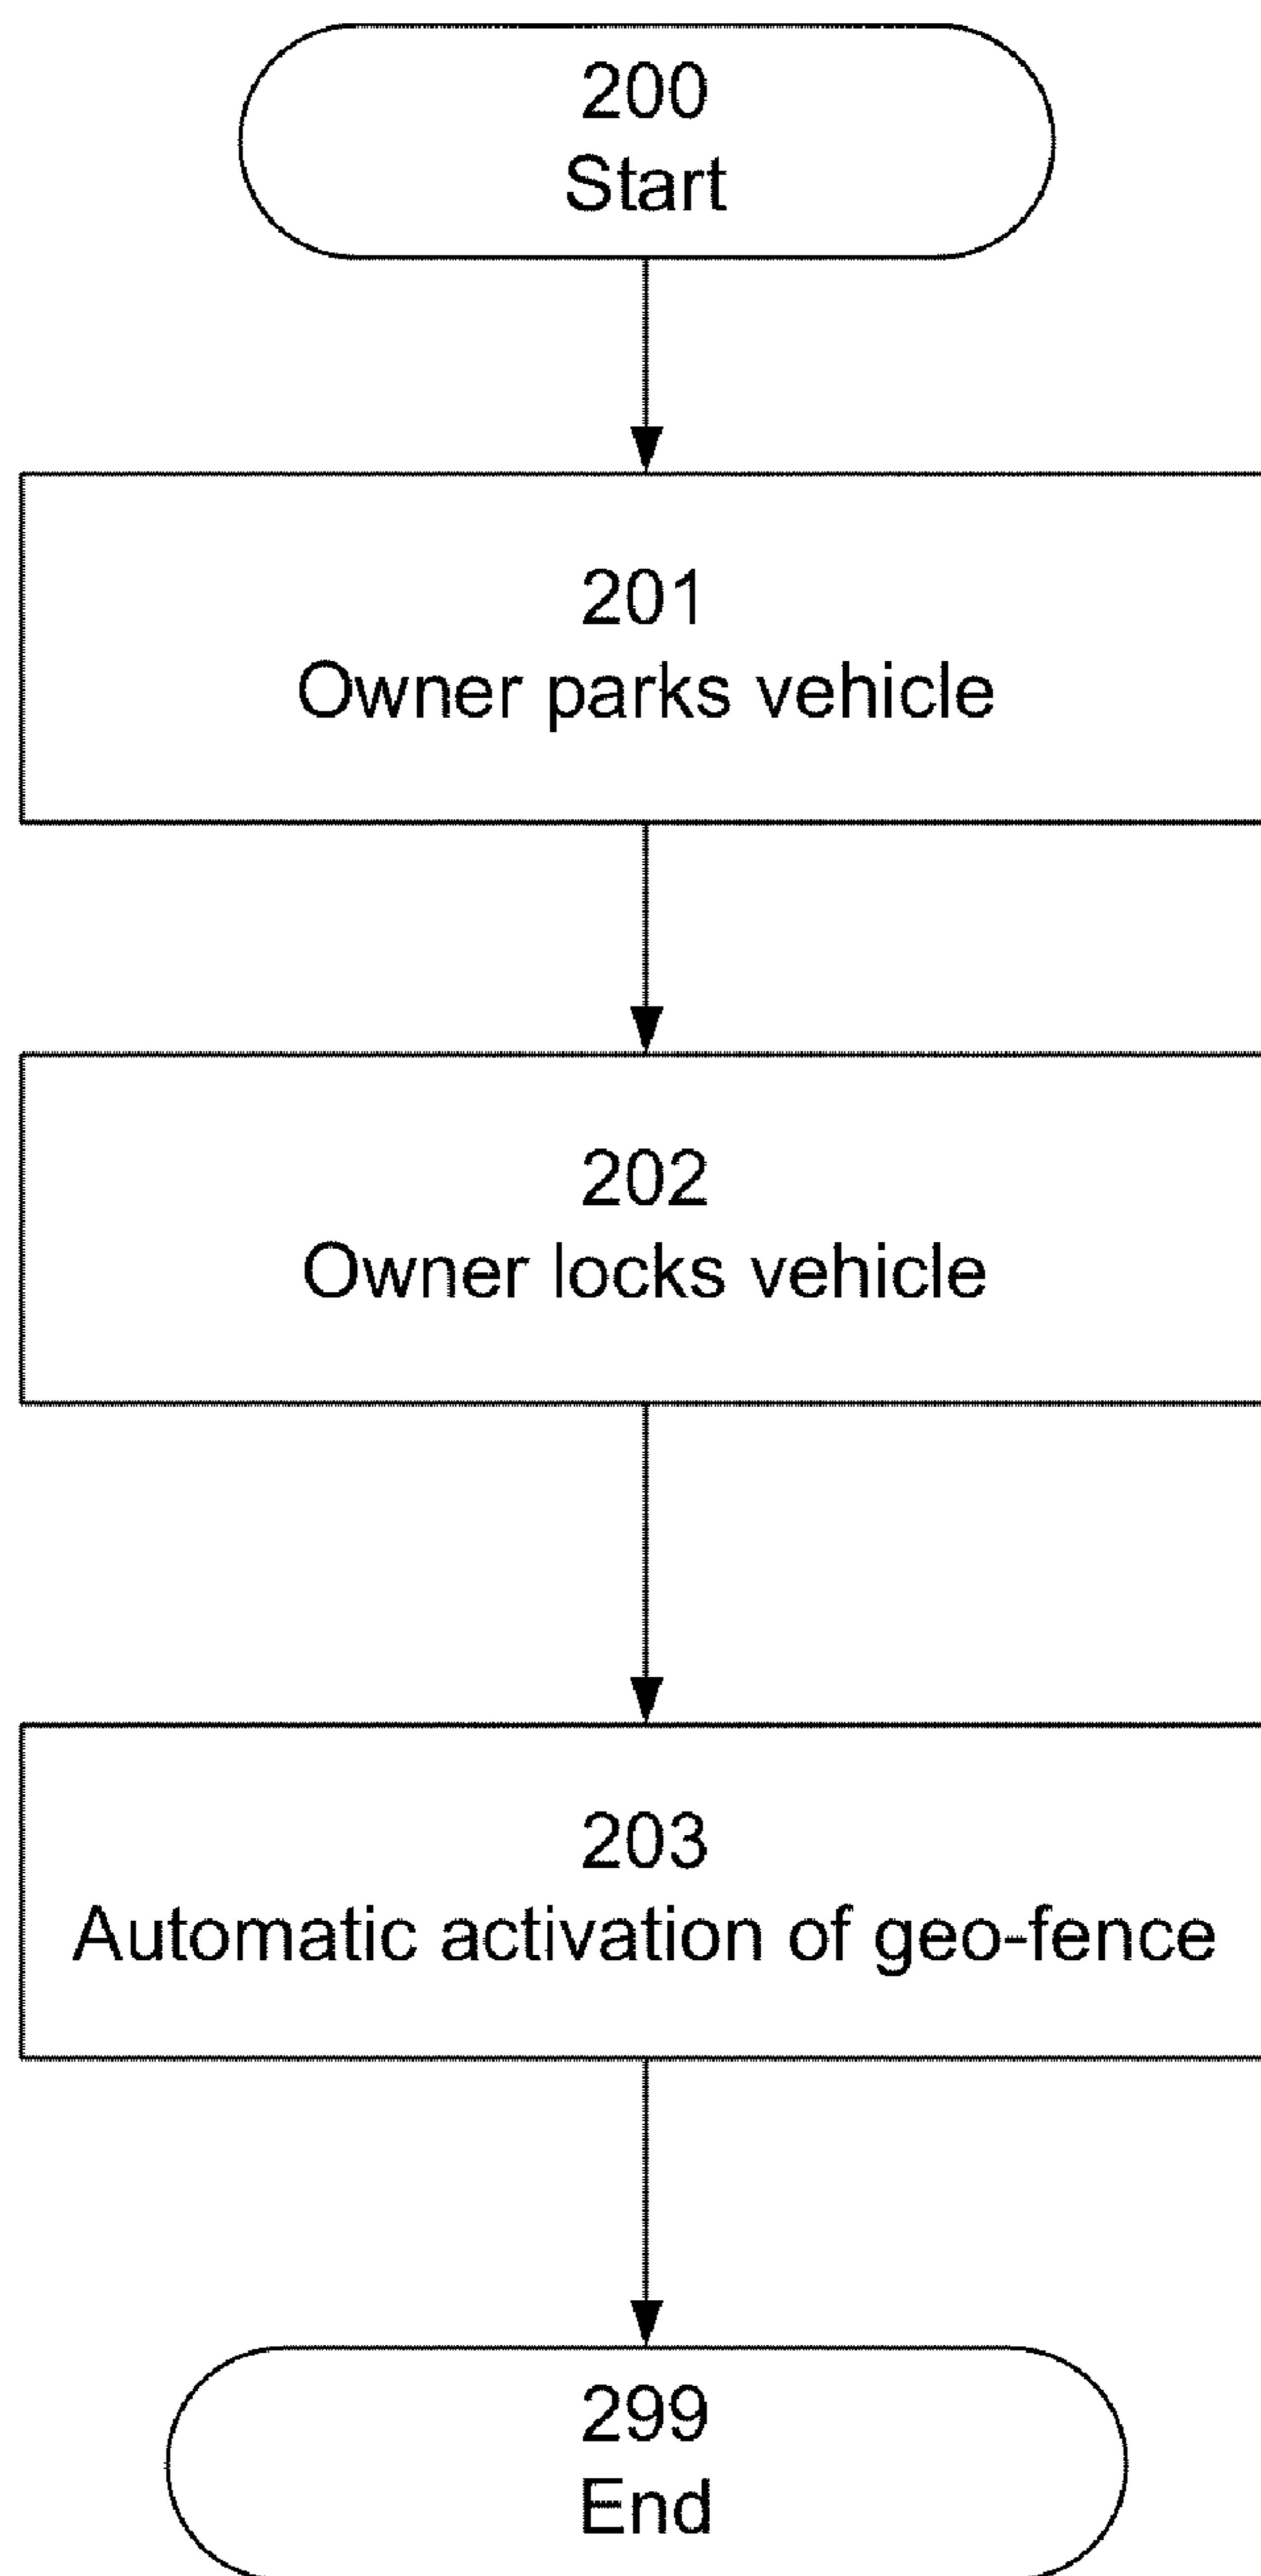 200
Start
201
Owner parks vehicle
202
Owner locks vehicle
203
Automatic activation of geo-fence
299
End